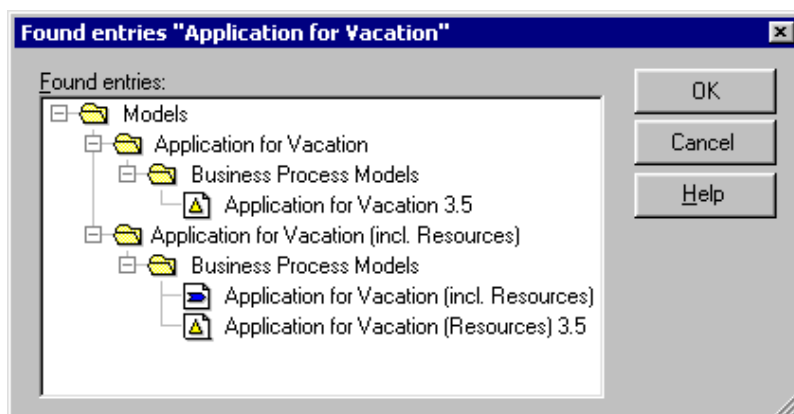 Found entries "Application for Vacation"
Found entries:
OK
Models
Application for Vacation
Cancel
Business Process Models
Application for Vacation 3.5
Help
Application for Vacation (incl. Resources)
Business Process Models
Application for Vacation (incl. Resources)
Application for Vacation (Resources) 3.5